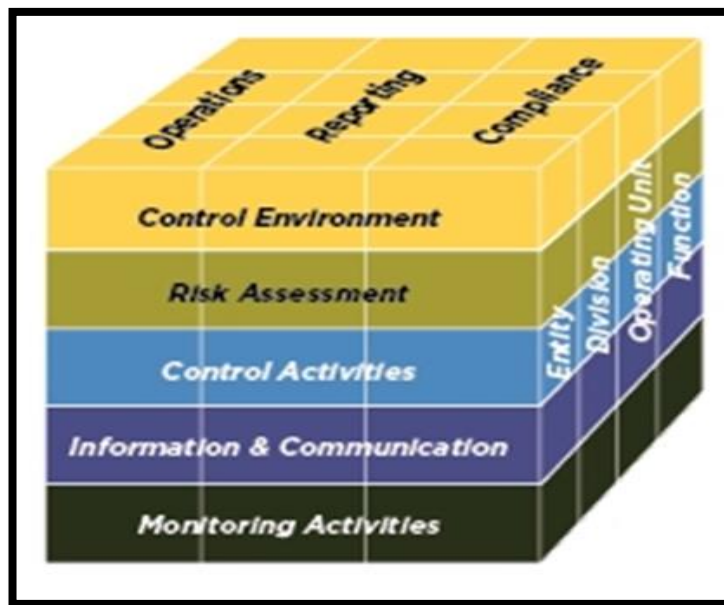 Operations
Reporting
Compliance
Control Environment
Risk Assessment
Control Activities
Information & Communication
Monitoring Activities
Entity
Division
Operating Unit
Function